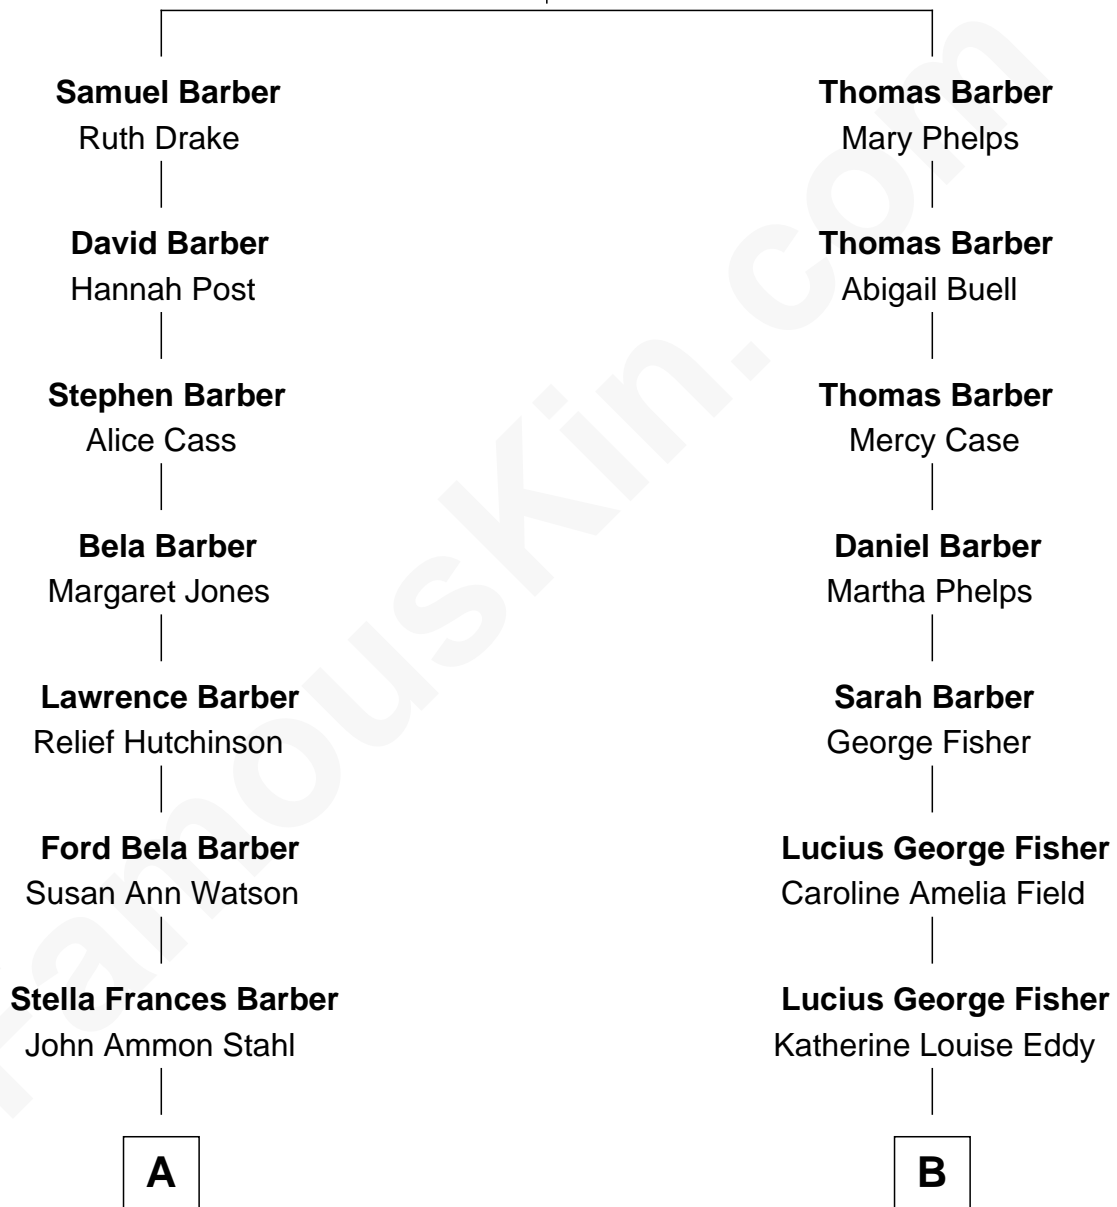 Samuel Barber
Ruth Drake
David Barber
Hannah Post
Stephen Barber
Alice Cass
Bela Barber
Margaret Jones
Lawrence Barber
Relief Hutchinson
Ford Bela Barber
Susan Ann Watson
Stella Frances Barber
John Ammon Stahl
A
Thomas Barber
Mary Phelps
Thomas Barber
Abigail Buell
Thomas Barber
Mercy Case
Daniel Barber
Martha Phelps
Sarah Barber
George Fisher
Lucius George Fisher
Caroline Amelia Field
Lucius George Fisher
Katherine Louise Eddy
B
FamousKin.com